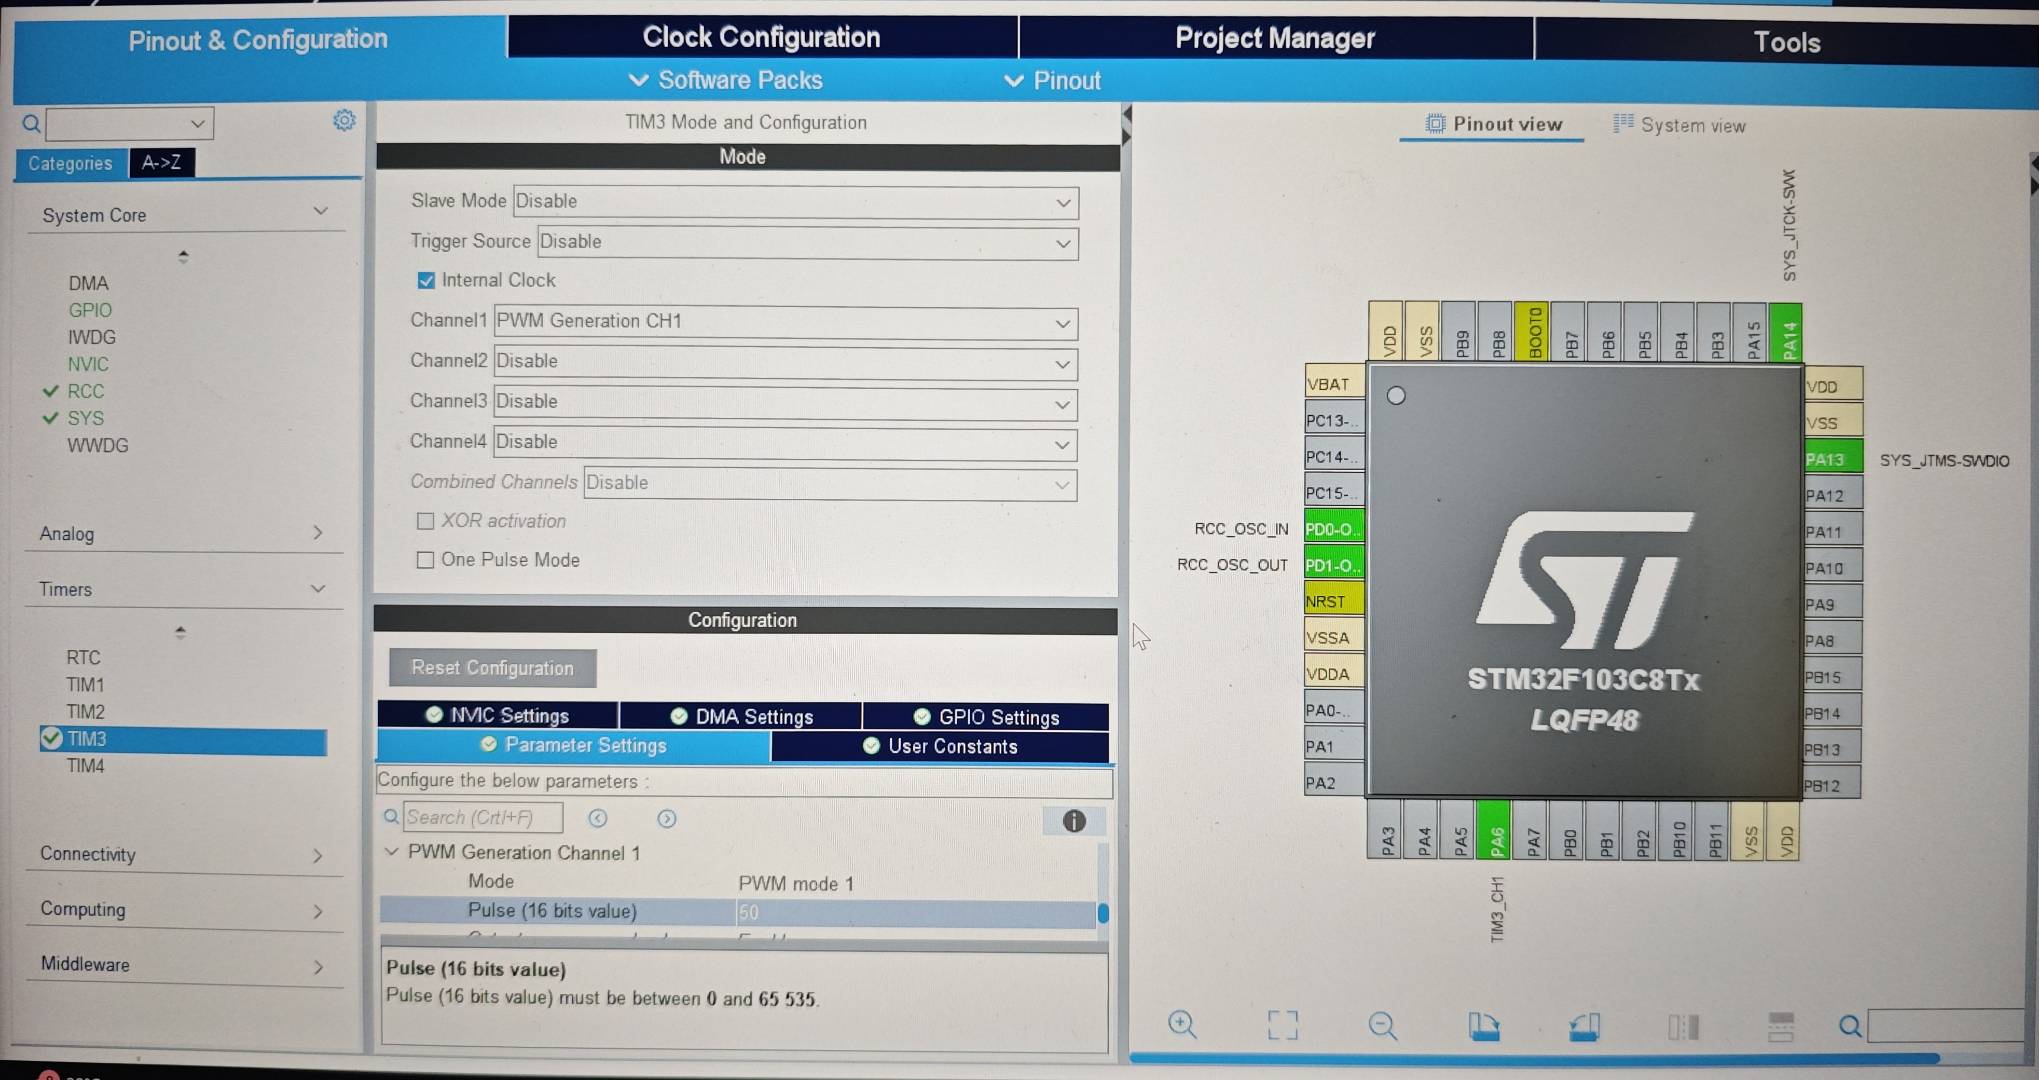 Pinout & Configuration
Clock Configuration
Project Manager
Tools
Software Packs
Pinout
Categories
A->Z
System Core
DMA
GPIO
IWDG
NVIC
RCC
SYS
WWDG
Analog
Timers
RTC
TIM1
TIM2
TIM3
TIM4
Connectivity
Computing
Middleware
TIM3 Mode and Configuration
Mode
Slave Mode Disable
Trigger Source Disable
Internal Clock
Channel1 PWM Generation CH1
Channel2 Disable
Channel3 Disable
Channel4 Disable
Combined Channels Disable
XOR activation
One Pulse Mode
Configuration
Reset Configuration
NVIC Settings
DMA Settings
GPIO Settings
Parameter Settings
User Constants
Configure the below parameters :
Search (Crtl+F)
PWM Generation Channel 1
Mode PWM mode 1
Pulse (16 bits value) 50
Pulse (16 bits value)
Pulse (16 bits value) must be between 0 and 65 535.
Pinout view
System view
VDD
VSS
PB9
PB8
BOOT0
PB7
PB6
PB5
PB4
PB3
PA15
PA14
VBAT
PC13-..
PC14-..
PC15-..
RCC_OSC_IN PD0-O..
RCC_OSC_OUT PD1-O..
NRST
VSSA
VDDA
PA0-..
PA1
PA2
STM32F103C8Tx
LQFP48
VDD
VSS
PA13 SYS_JTMS-SWDIO
PA12
PA11
PA10
PA9
PA8
PB15
PB14
PB13
PB12
PA3
PA4
PA5
PA6
PA7
PB0
PB1
PB2
PB10
PB11
VSS
VDD
TIM3_CH1